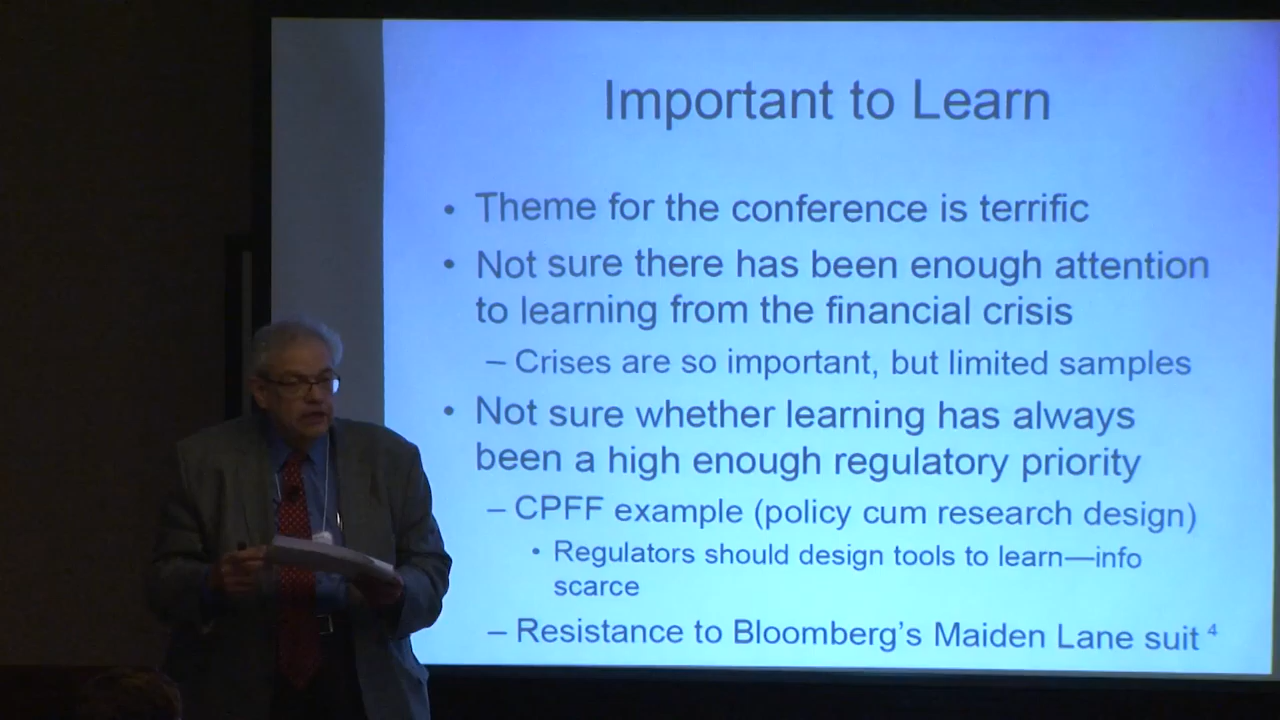 Important to Learn
• Theme for the conference is terrific
• Not sure there has been enough attention
to learning from the financial crisis
– Crises are so important, but limited samples
• Not sure whether learning has always
been a high enough regulatory priority
– CPFF example (policy cum research design)
• Regulators should design tools to learn—info
scarce
– Resistance to Bloomberg's Maiden Lane suit 4